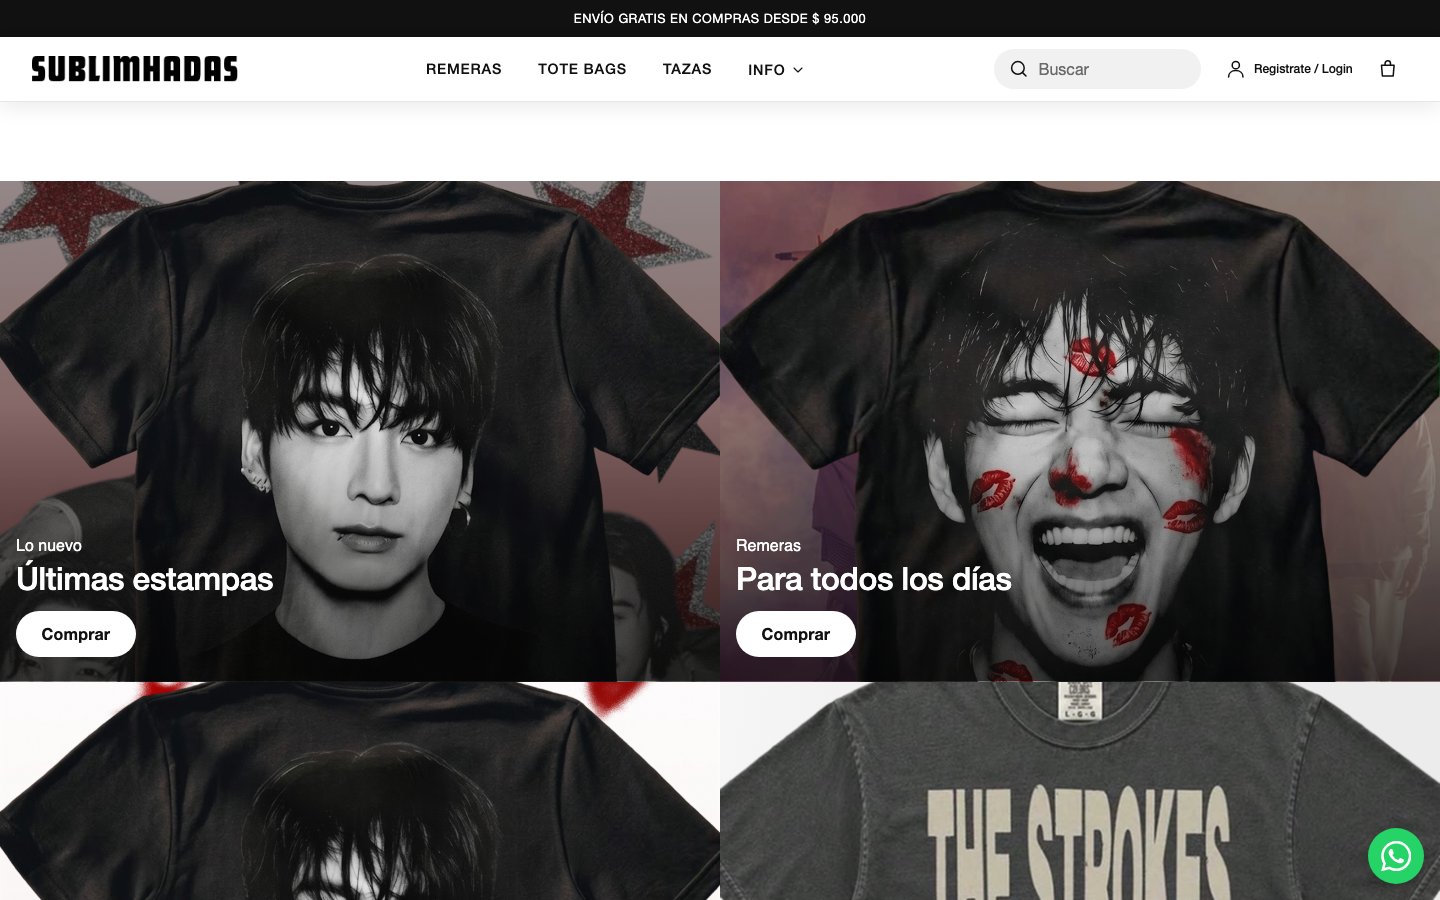 ENVÍO GRATIS EN COMPRAS DESDE $ 95.000
SUBLIMHADAS
REMERAS
TOTE BAGS
TAZAS
INFO
Buscar
Registrate / Login
Lo nuevo
Últimas estampas
Comprar
Remeras
Para todos los días
Comprar
COLORS
L - G - G
THE STROKES